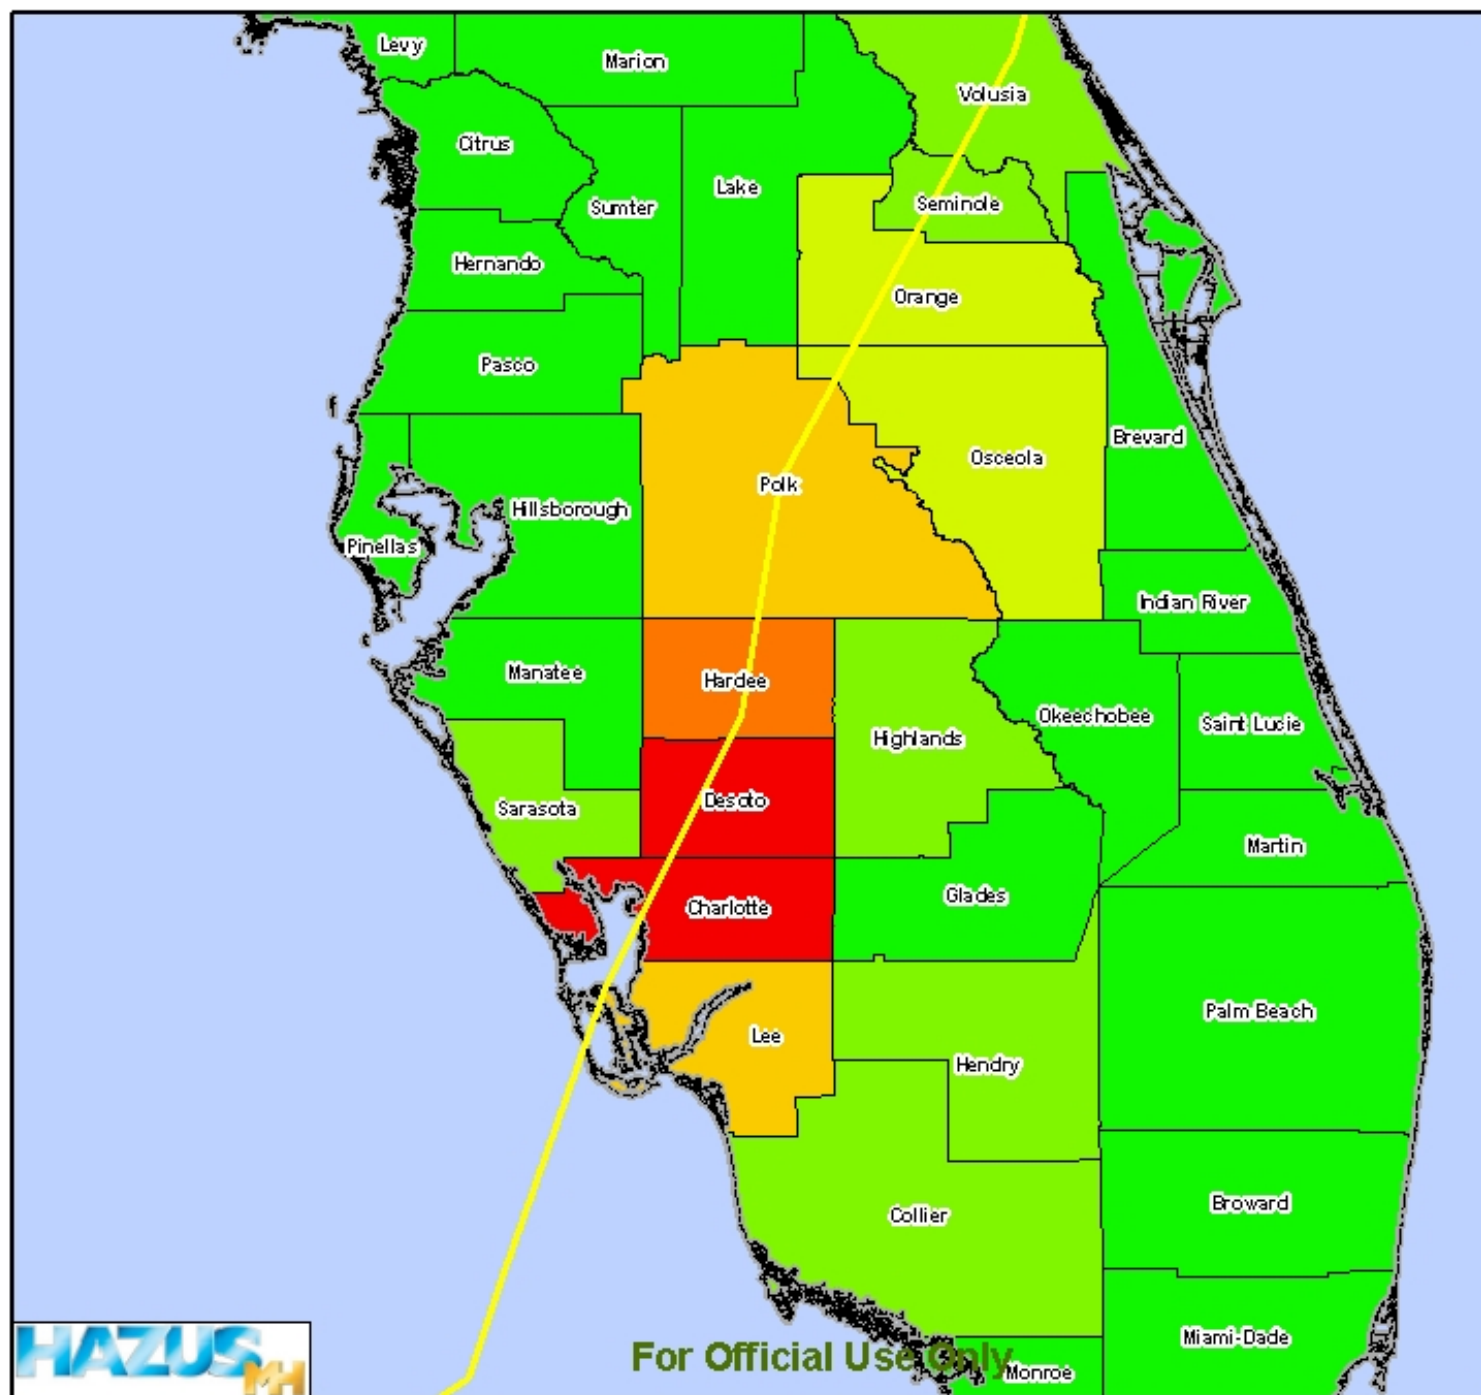 Levy
Marion
Volusia
Citrus
Lake
Sumter
Seminole
Hernando
Orange
Pasco
Brevard
Osceola
Polk
Hillsborough
Pinellas
Indian River
Manatee
Hardee
Okeechobee
Saint Lucie
Highlands
Desoto
Sarasota
Martin
Glades
Charlotte
Palm Beach
Lee
Hendry
Broward
Collier
Miami-Dade
HAZUS MH
For Official Use Only
Monroe